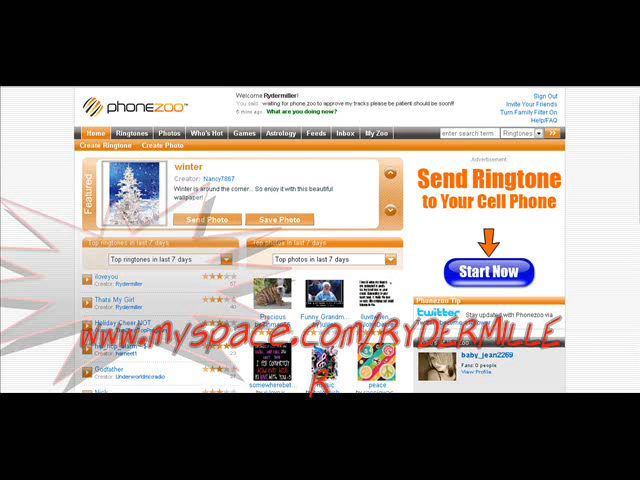 phonezoo™
Welcome Rydermiller!
You said: waiting for phone zoo to approve my tracks please be patient should be soon!!
6 mins ago What are you doing now?
Sign Out
Invite Your Friends
Turn Family Filter On
Help/FAQ
Home Ringtones Photos Who's Hot Games Astrology Feeds Inbox My Zoo
enter search term Ringtones
Create Ringtone Create Photo
Featured
winter
Creator: Nancy7867
Winter is around the corner... So enjoy it with this beautiful
wallpaper!
Send Photo Save Photo
Advertisement
Send Ringtone
to Your Cell Phone
Start Now
Top ringtones in last 7 days
Top ringtones in last 7 days
iloveyou
Creator: Rydermiller
57
Thats My Girl
Creator: Rydermiller
40
Holiday Cheer NOT
Godfather
Creator: Underworldmixradio
Top photos in last 7 days
Top photos in last 7 days
Precious
Funny Grandm...
somewherebet...
music
peace
Phonezoo Tip
twitter
Stay updated with Phonezoo via
baby_jean2269
Fans: 0 people
View Profile
www.myspace.com/RYDERMILLE
R